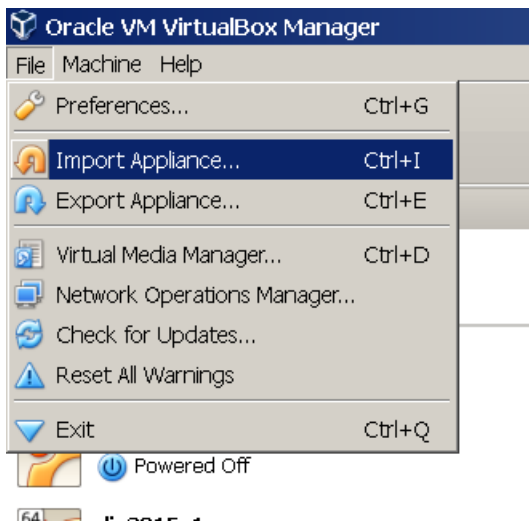 Oracle VM VirtualBox Manager
File Machine Help
Preferences... Ctrl+G
Import Appliance... Ctrl+I
Export Appliance... Ctrl+E
Virtual Media Manager... Ctrl+D
Network Operations Manager...
Check for Updates...
Reset All Warnings
Exit Ctrl+Q
Powered Off
64